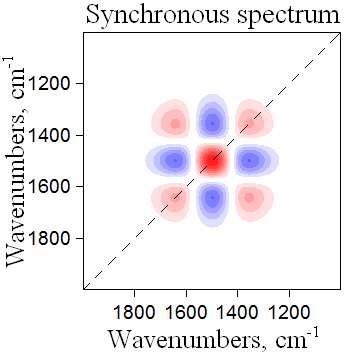 Synchronous spectrum
Wavenumbers, cm⁻¹
1200
1400
1600
1800
1800 1600 1400 1200
Wavenumbers, cm⁻¹